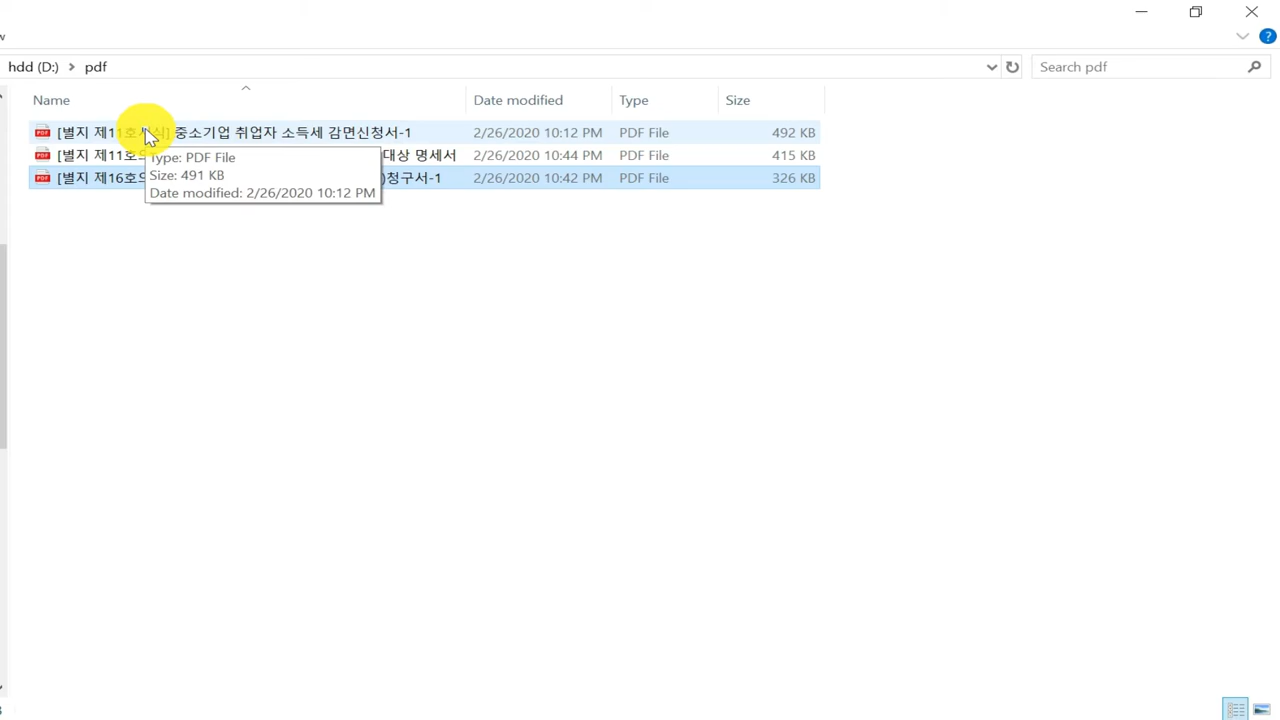 hdd (D:) > pdf
Search pdf
Name Date modified Type Size
[별지 제11호서식] 중소기업 취업자 소득세 감면신청서-1 2/26/2020 10:12 PM PDF File 492 KB
[별지 제11호의 대상 명세서 2/26/2020 10:44 PM PDF File 415 KB
[별지 제16호의 )청구서-1 2/26/2020 10:42 PM PDF File 326 KB
Type: PDF File
Size: 491 KB
Date modified: 2/26/2020 10:12 PM